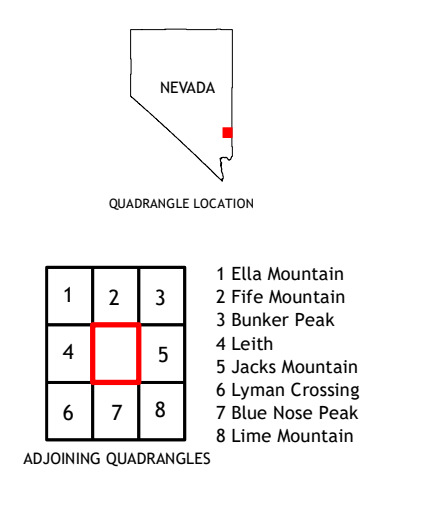 NEVADA
QUADRANGLE LOCATION
1 2 3
4 5
6 7 8
1 Ella Mountain
2 Fife Mountain
3 Bunker Peak
4 Leith
5 Jacks Mountain
6 Lyman Crossing
7 Blue Nose Peak
8 Lime Mountain
ADJOINING QUADRANGLES